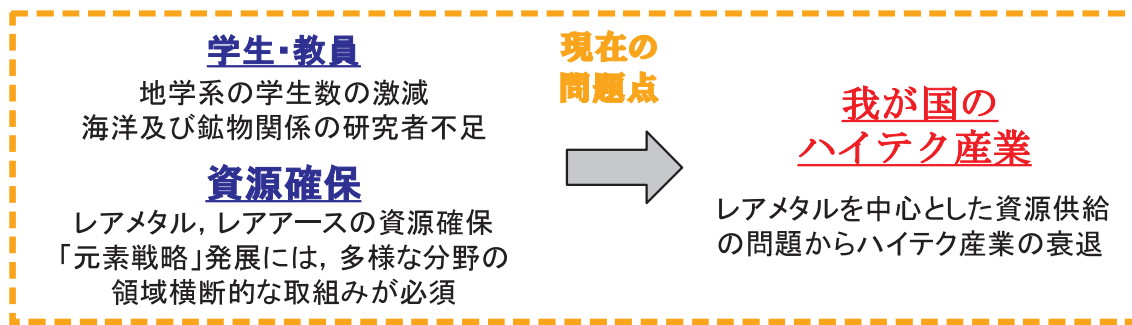 学生・教員
地学系の学生数の激減
海洋及び鉱物関係の研究者不足
資源確保
レアメタル，レアアースの資源確保
「元素戦略」発展には，多様な分野の
領域横断的な取組みが必須
現在の
問題点
我が国の
ハイテク産業
レアメタルを中心とした資源供給
の問題からハイテク産業の衰退